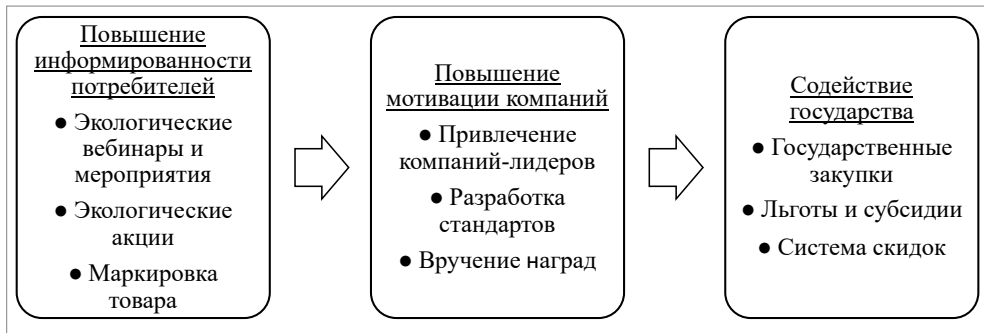 Повышение
информированности
потребителей
● Экологические
вебинары и
мероприятия
● Экологические
акции
● Маркировка
товара
Повышение
мотивации компаний
● Привлечение
компаний-лидеров
● Разработка
стандартов
● Вручение наград
Содействие
государства
● Государственные
закупки
● Льготы и субсидии
● Система скидок